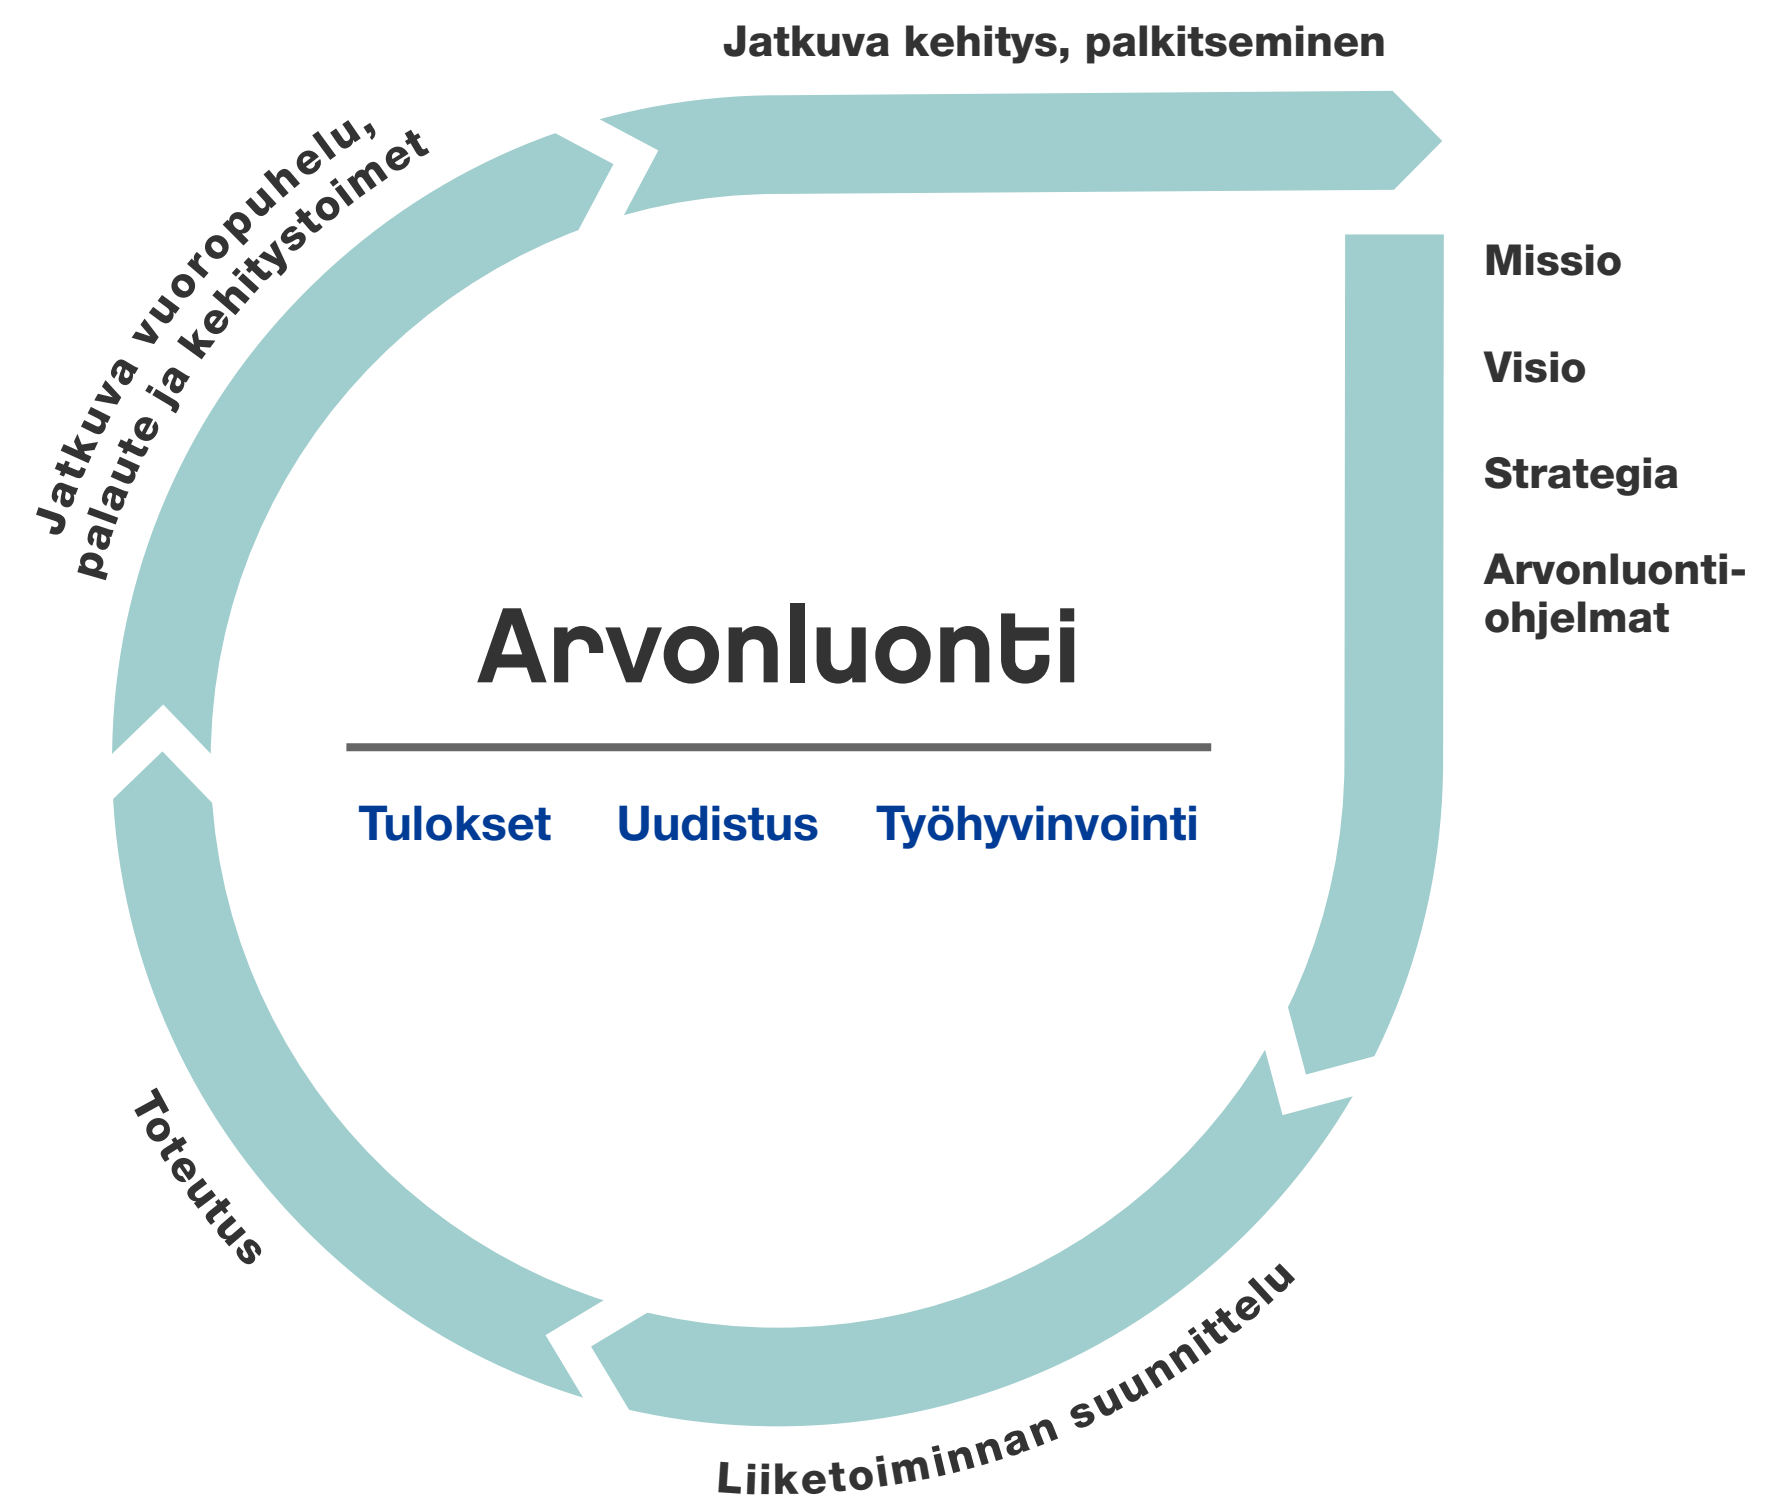 Jatkuva kehitys, palkitseminen
Missio
Visio
Strategia
Arvonluonti-
ohjelmat
Liiketoiminnan suunnittelu
Toteutus
Jatkuva vuoropuhelu,
palaute ja kehitystoimet
Arvonluonti
Tulokset Uudistus Työhyvinvointi